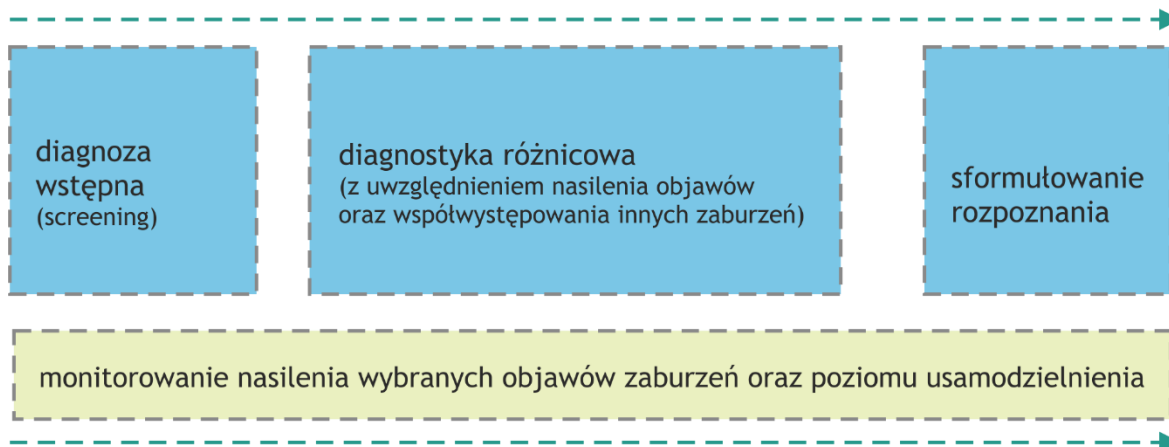 diagnoza
wstępna
(screening)
diagnostyka różnicowa
(z uwzględnieniem nasilenia objawów
oraz współwystępowania innych zaburzeń)
sformułowanie
rozpoznania
monitorowanie nasilenia wybranych objawów zaburzeń oraz poziomu usamodzielnienia